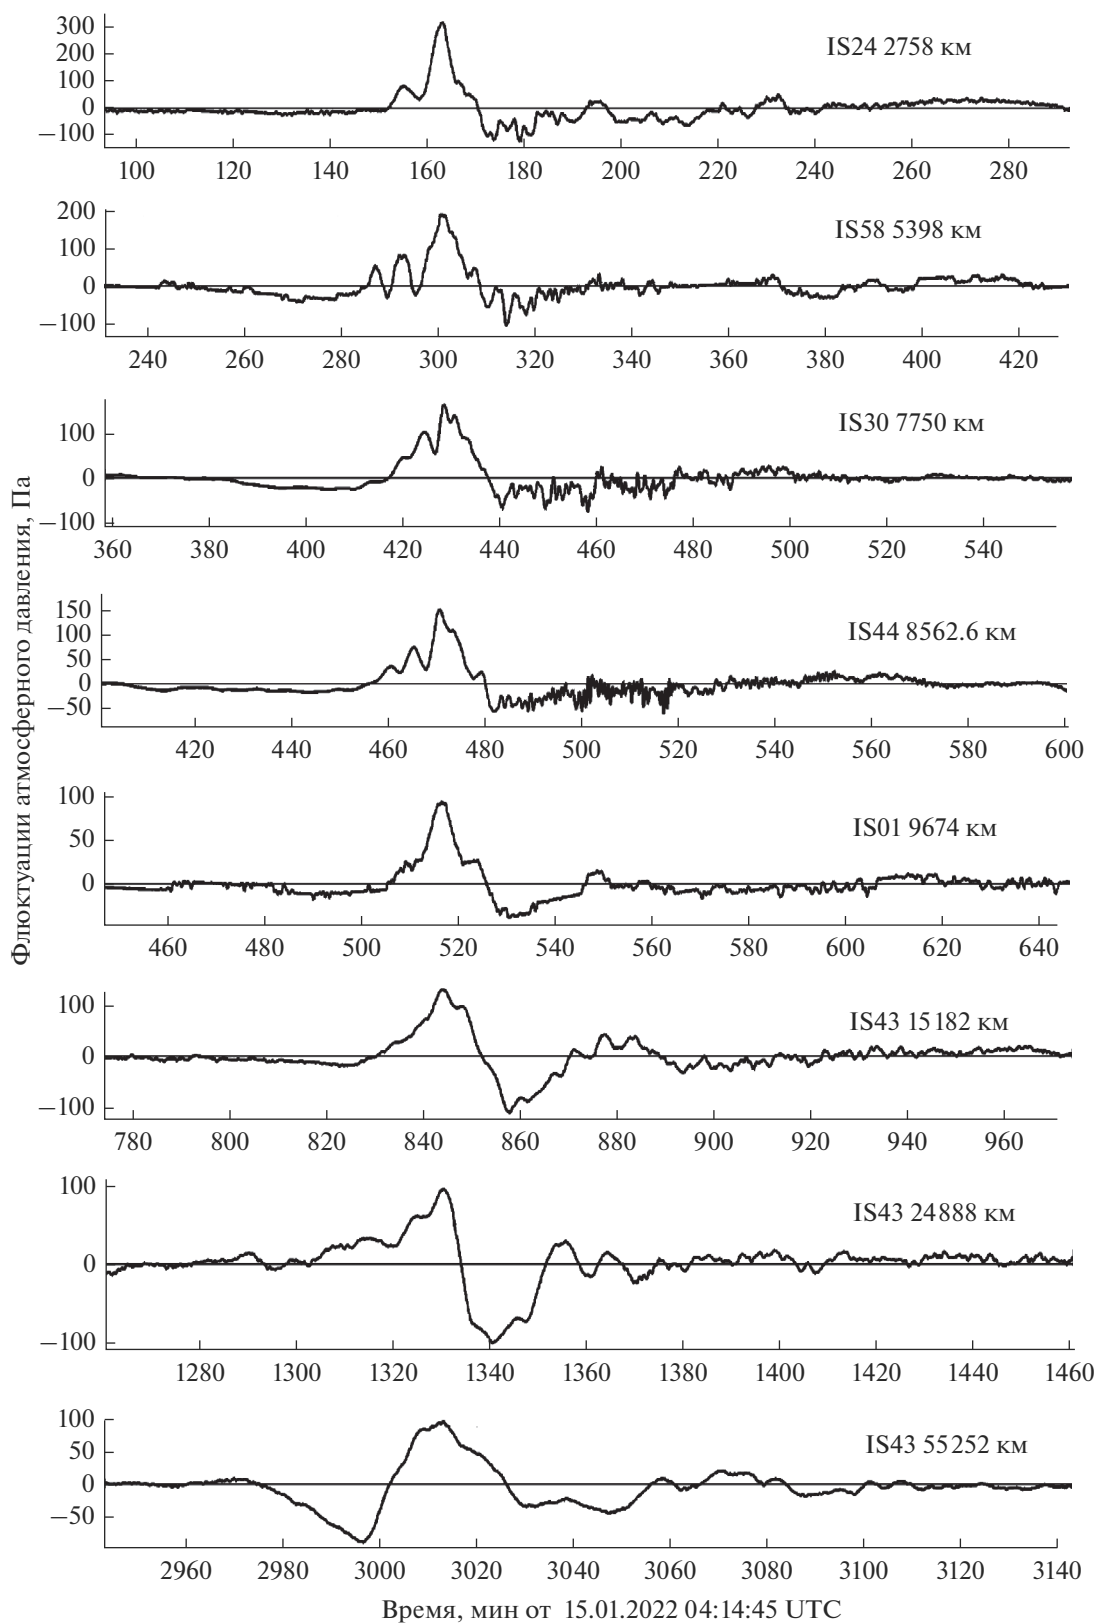 Флюктуации атмосферного давления, Па
300
200
100
0
−100
IS24 2758 км
100 120 140 160 180 200 220 240 260 280
200
100
0
−100
IS58 5398 км
240 260 280 300 320 340 360 380 400 420
100
0
−100
IS30 7750 км
360 380 400 420 440 460 480 500 520 540
150
100
50
0
−50
IS44 8562.6 км
420 440 460 480 500 520 540 560 580 600
100
50
0
IS01 9674 км
460 480 500 520 540 560 580 600 620 640
100
0
−100
IS43 15182 км
780 800 820 840 860 880 900 920 940 960
100
0
−100
IS43 24888 км
1280 1300 1320 1340 1360 1380 1400 1420 1440 1460
100
50
0
−50
IS43 55252 км
2960 2980 3000 3020 3040 3060 3080 3100 3120 3140
Время, мин от 15.01.2022 04:14:45 UTC